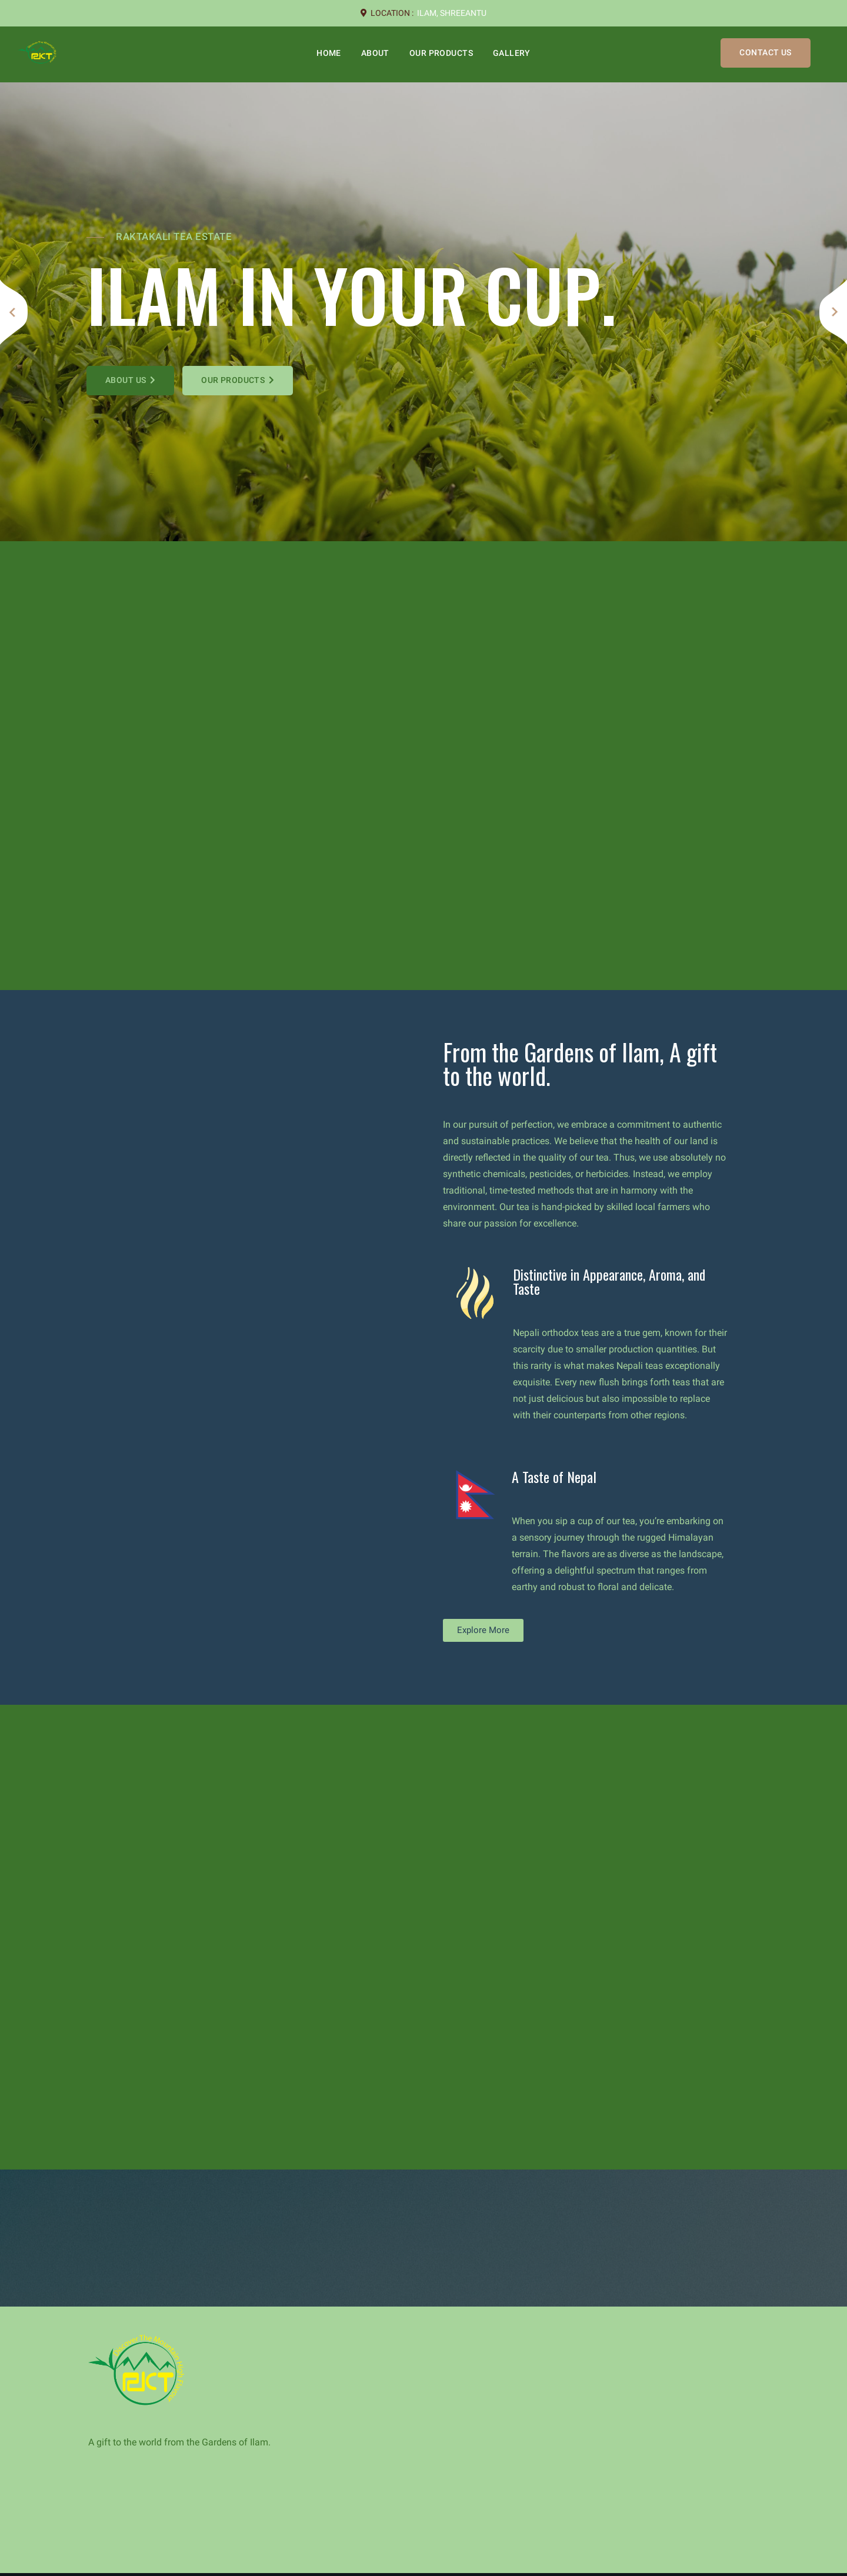 LOCATION - ILAM, SHREEANTU
RKT
HOME ABOUT OUR PRODUCTS GALLERY
CONTACT US
RAKTAKALI TEA ESTATE
ILAM IN YOUR CUP.
ABOUT US
OUR PRODUCTS
From the Gardens of Ilam, A gift
to the world.
In our pursuit of perfection, we embrace a commitment to authentic
and sustainable practices. We believe that the health of our land is
directly reflected in the quality of our tea. Thus, we use absolutely no
synthetic chemicals, pesticides, or herbicides. Instead, we employ
traditional, time-tested methods that are in harmony with the
environment. Our tea is hand-picked by skilled local farmers who
share our passion for excellence.
Distinctive in Appearance, Aroma, and
Taste
Nepali orthodox teas are a true gem, known for their
scarcity due to smaller production quantities. But
this rarity is what makes Nepali teas exceptionally
exquisite. Every new flush brings forth teas that are
not just delicious but also impossible to replace
with their counterparts from other regions.
A Taste of Nepal
When you sip a cup of our tea, you're embarking on
a sensory journey through the rugged Himalayan
terrain. The flavors are as diverse as the landscape,
offering a delightful spectrum that ranges from
earthy and robust to floral and delicate.
Explore More
RKT
A gift to the world from the Gardens of Ilam.